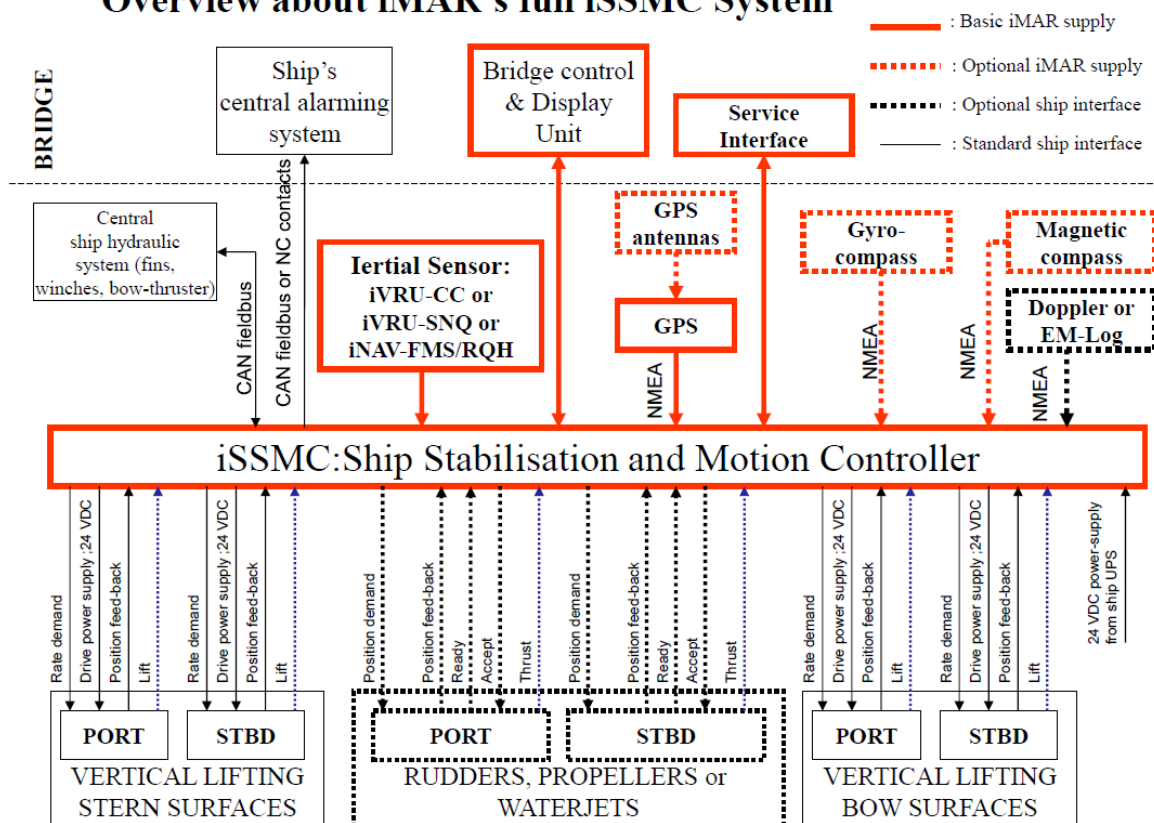 Overview about iMAR's full iSSMC System
: Basic iMAR supply
: Optional iMAR supply
: Optional ship interface
: Standard ship interface
BRIDGE
Ship's
central alarming
system
Bridge control
& Display
Unit
Service
Interface
Central
ship hydraulic
system (fins,
winches, bow-thruster)
CAN fieldbus
CAN fieldbus or NC contacts
Iertial Sensor:
iVRU-CC or
iVRU-SNQ or
iNAV-FMS/RQH
GPS
antennas
GPS
NMEA
Gyro-
compass
NMEA
Magnetic
compass
NMEA
Doppler or
EM-Log
NMEA
iSSMC:Ship Stabilisation and Motion Controller
Rate demand
Drive power supply ;24 VDC
Position feed-back
Lift
Rate demand
Drive power supply ;24 VDC
Position feed-back
Lift
Position demand
Position feed-back
Ready
Accept
Thrust
Position demand
Position feed-back
Ready
Accept
Thrust
Rate demand
Drive power supply ;24 VDC
Position feed-back
Lift
Rate demand
Drive power supply ;24 VDC
Position feed-back
Lift
24 VDC power-supply
from ship UPS
PORT
STBD
VERTICAL LIFTING
STERN SURFACES
PORT
STBD
RUDDERS, PROPELLERS or
WATERJETS
PORT
STBD
VERTICAL LIFTING
BOW SURFACES